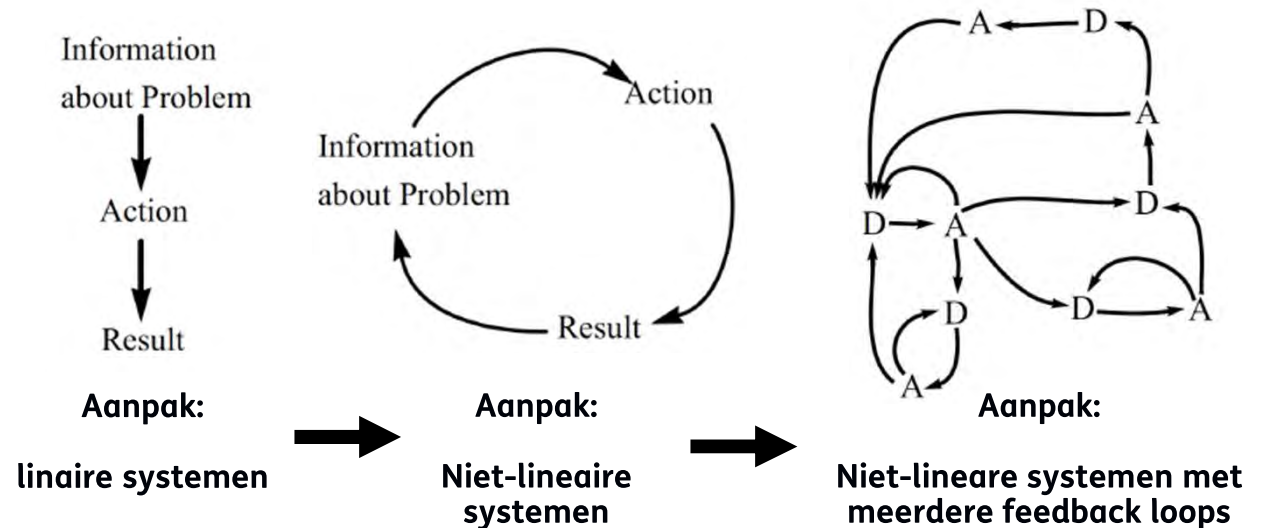 Information
about Problem
Action
Result
Aanpak:
linaire systemen
Action
Information
about Problem
Result
Aanpak:
Niet-lineaire
systemen
A
D
A
D
A
D
D
D
A
A
Aanpak:
Niet-lineare systemen met
meerdere feedback loops